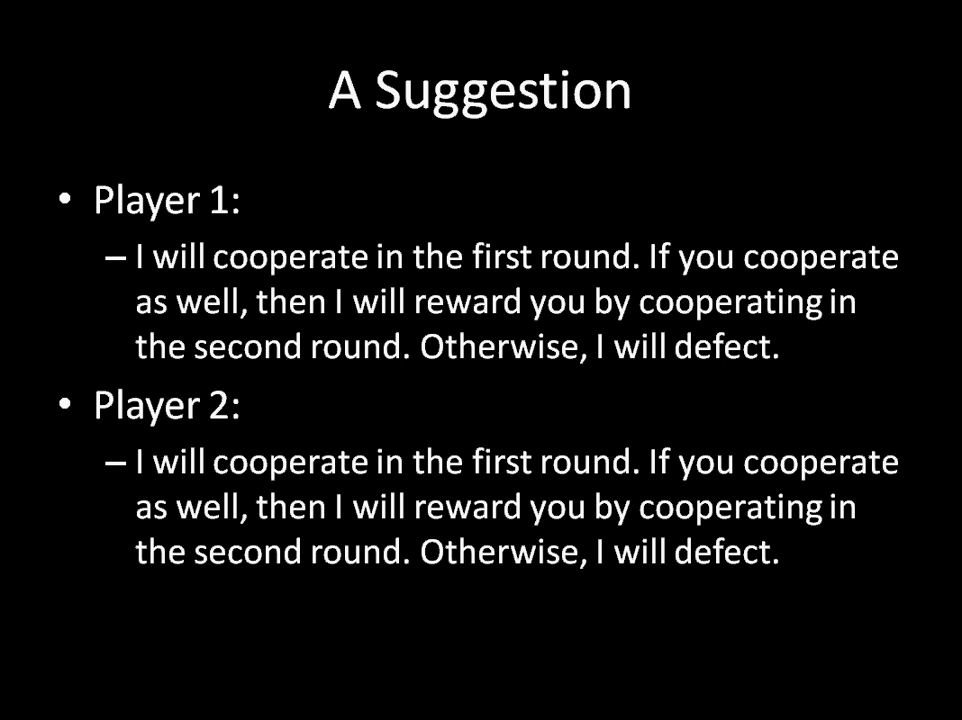 A Suggestion
• Player 1:
– I will cooperate in the first round. If you cooperate
as well, then I will reward you by cooperating in
the second round. Otherwise, I will defect.
• Player 2:
– I will cooperate in the first round. If you cooperate
as well, then I will reward you by cooperating in
the second round. Otherwise, I will defect.